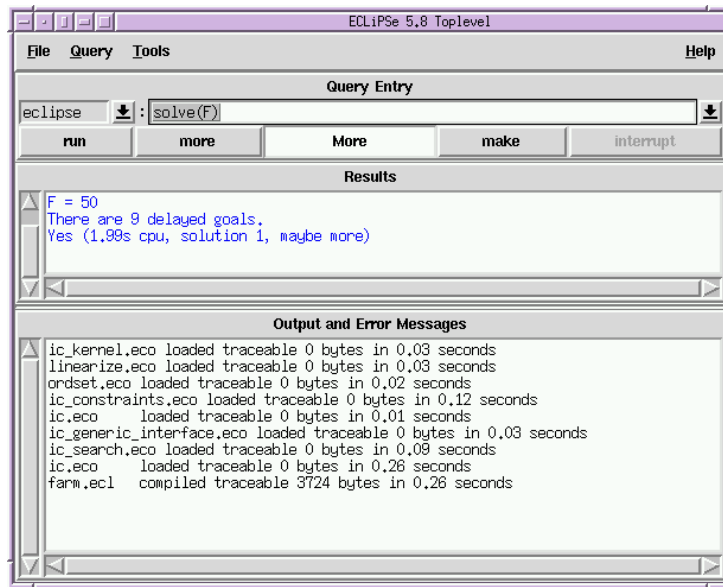 ECLiPSe 5.8 Toplevel
File Query Tools Help
Query Entry
eclipse : solve(F)
run more More make interrupt
Results
F = 50
There are 9 delayed goals.
Yes (1.99s cpu, solution 1, maybe more)
Output and Error Messages
ic_kernel.eco loaded traceable 0 bytes in 0.03 seconds
linearize.eco loaded traceable 0 bytes in 0.03 seconds
ordset.eco loaded traceable 0 bytes in 0.02 seconds
ic_constraints.eco loaded traceable 0 bytes in 0.12 seconds
ic.eco loaded traceable 0 bytes in 0.01 seconds
ic_generic_interface.eco loaded traceable 0 bytes in 0.03 seconds
ic_search.eco loaded traceable 0 bytes in 0.09 seconds
ic.eco loaded traceable 0 bytes in 0.26 seconds
farm.ecl compiled traceable 3724 bytes in 0.26 seconds